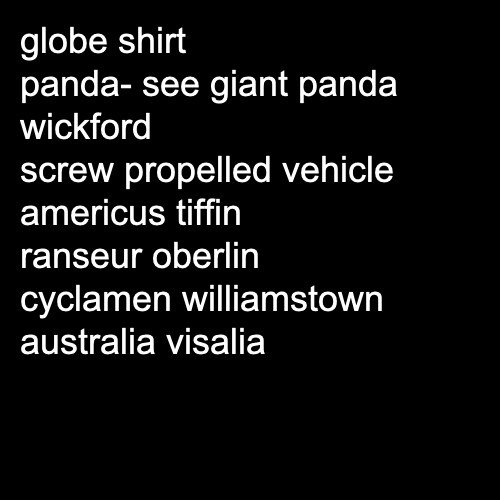 globe shirt
panda- see giant panda
wickford
screw propelled vehicle
americus tiffin
ranseur oberlin
cyclamen williamstown
australia visalia